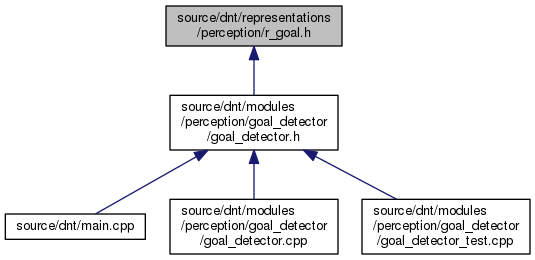 source/dnt/representations
/perception/r_goal.h
source/dnt/modules
/perception/goal_detector
/goal_detector.h
source/dnt/main.cpp
source/dnt/modules
/perception/goal_detector
/goal_detector.cpp
source/dnt/modules
/perception/goal_detector
/goal_detector_test.cpp